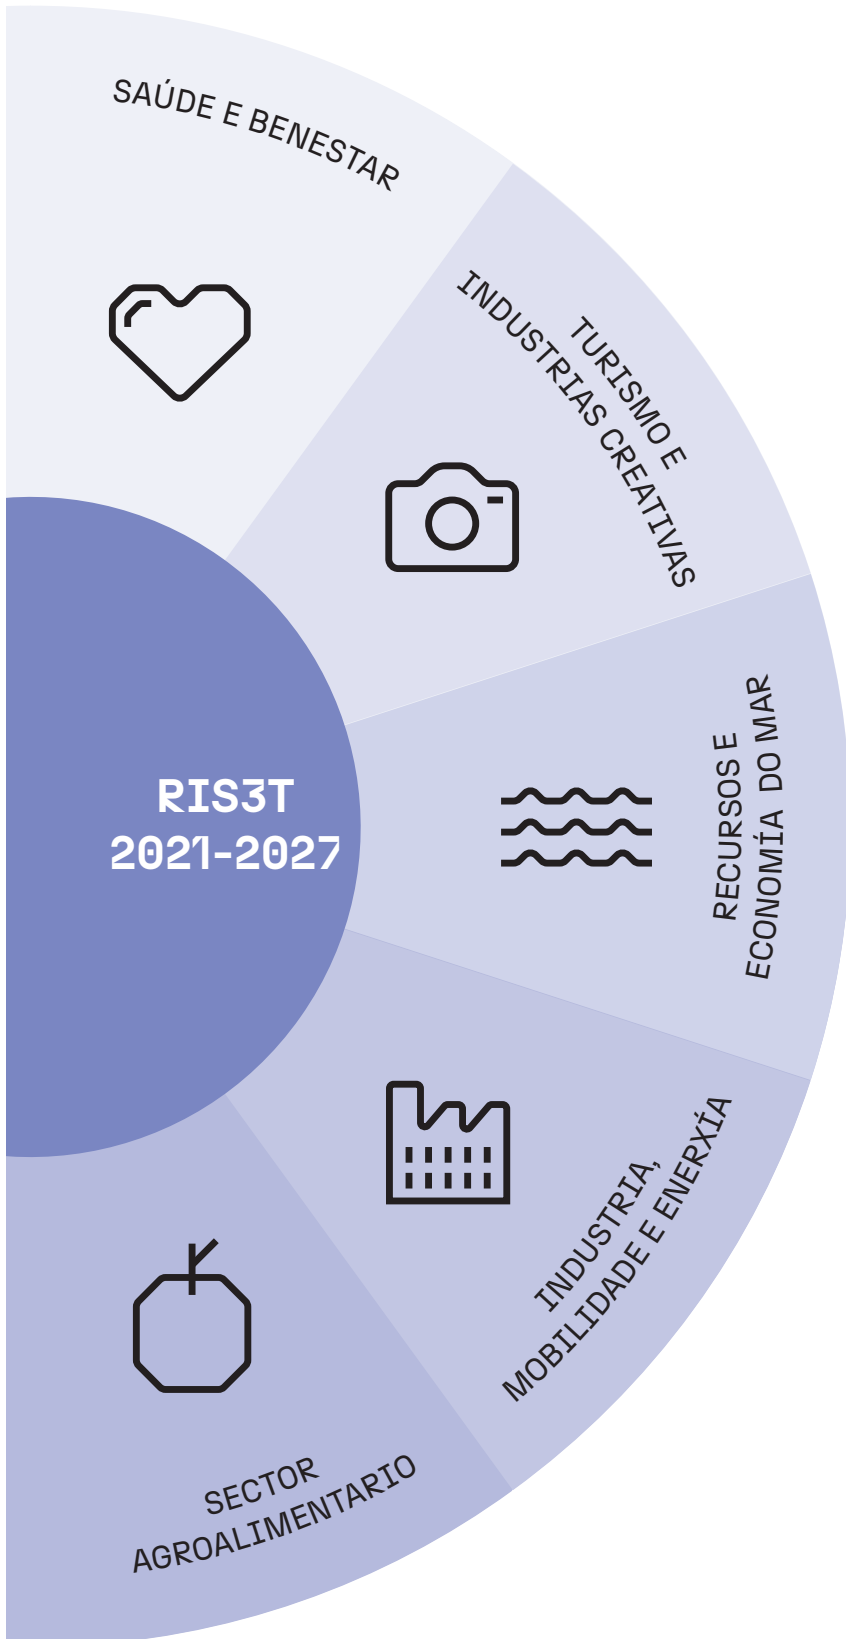 SAÚDE E BENESTAR
TURISMO E
INDUSTRIAS CREATIVAS
RIS3T
2021-2027
RECURSOS E
ECONOMÍA DO MAR
INDUSTRIA,
MOBILIDADE E ENERXÍA
SECTOR
AGROALIMENTARIO